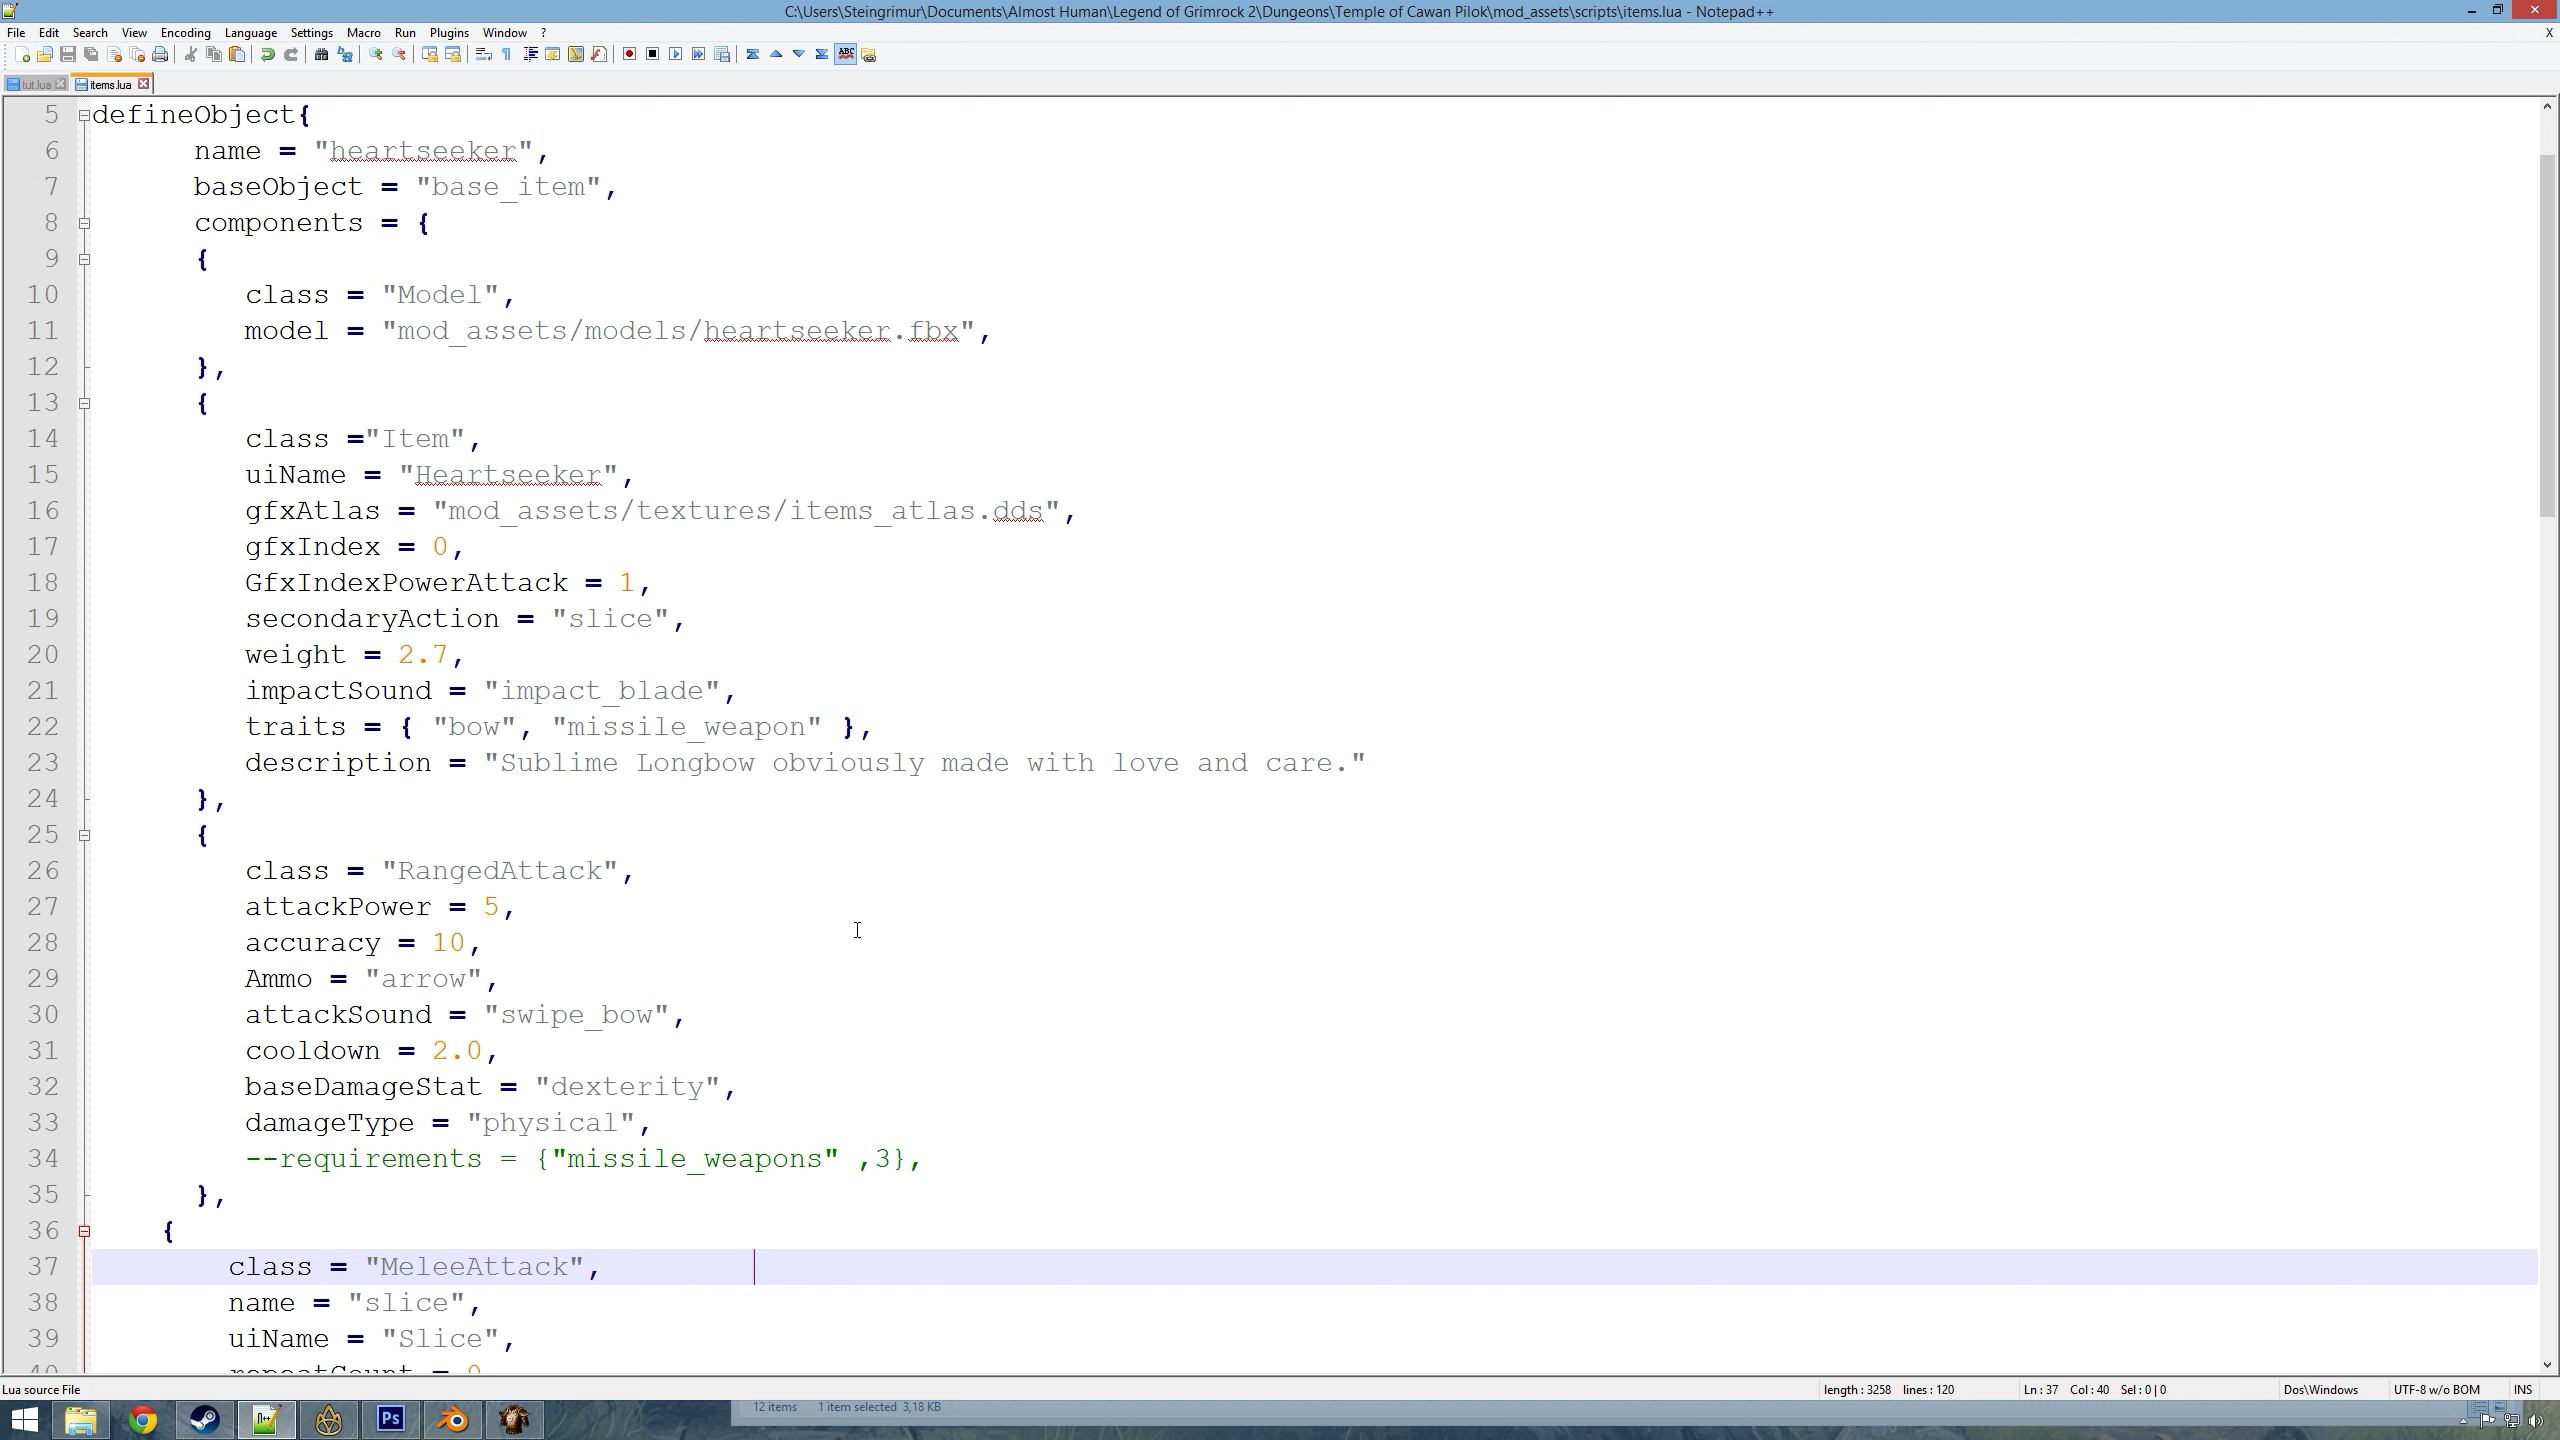 C:\Users\Steingrimur\Documents\Almost Human\Legend of Grimrock 2\Dungeons\Temple of Cawan Pilok\mod_assets\scripts\items.lua - Notepad++
File Edit Search View Encoding Language Settings Macro Run Plugins Window ? X
tut.lua items.lua
5 defineObject{
6 name = "heartseeker",
7 baseObject = "base_item",
8 components = {
9 {
10 class = "Model",
11 model = "mod_assets/models/heartseeker.fbx",
12 },
13 {
14 class ="Item",
15 uiName = "Heartseeker",
16 gfxAtlas = "mod_assets/textures/items_atlas.dds",
17 gfxIndex = 0,
18 GfxIndexPowerAttack = 1,
19 secondaryAction = "slice",
20 weight = 2.7,
21 impactSound = "impact_blade",
22 traits = { "bow", "missile_weapon" },
23 description = "Sublime Longbow obviously made with love and care."
24 },
25 {
26 class = "RangedAttack",
27 attackPower = 5,
28 accuracy = 10,
29 Ammo = "arrow",
30 attackSound = "swipe_bow",
31 cooldown = 2.0,
32 baseDamageStat = "dexterity",
33 damageType = "physical",
34 --requirements = {"missile_weapons" ,3},
35 },
36 {
37 class = "MeleeAttack",
38 name = "slice",
39 uiName = "Slice",
40 repeatCount = 0
Lua source File length : 3258 lines : 120 Ln : 37 Col : 40 Sel : 0 | 0 Dos\Windows UTF-8 w/o BOM INS
12 items 1 item selected 3,18 KB